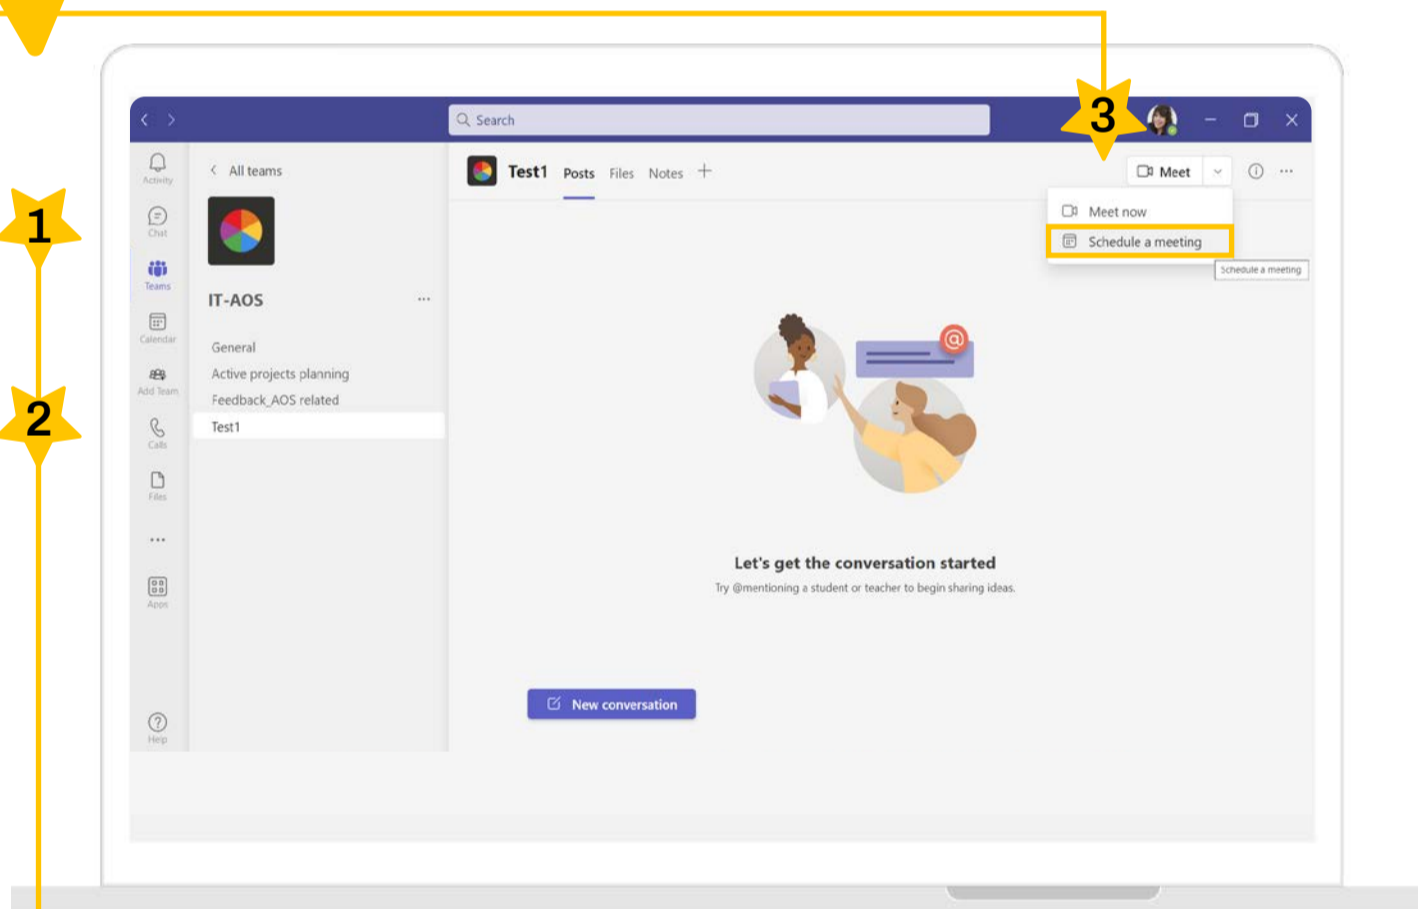 3
Search
Activity
All teams
Test1 Posts Files Notes
Meet
1
Chat
Meet now
Schedule a meeting
Schedule a meeting
Teams
IT-AOS
Calendar
General
Add Team
Active projects planning
Feedback_AOS related
2
Test1
Calls
Files
Apps
Let's get the conversation started
Try @mentioning a student or teacher to begin sharing ideas.
New conversation
Help